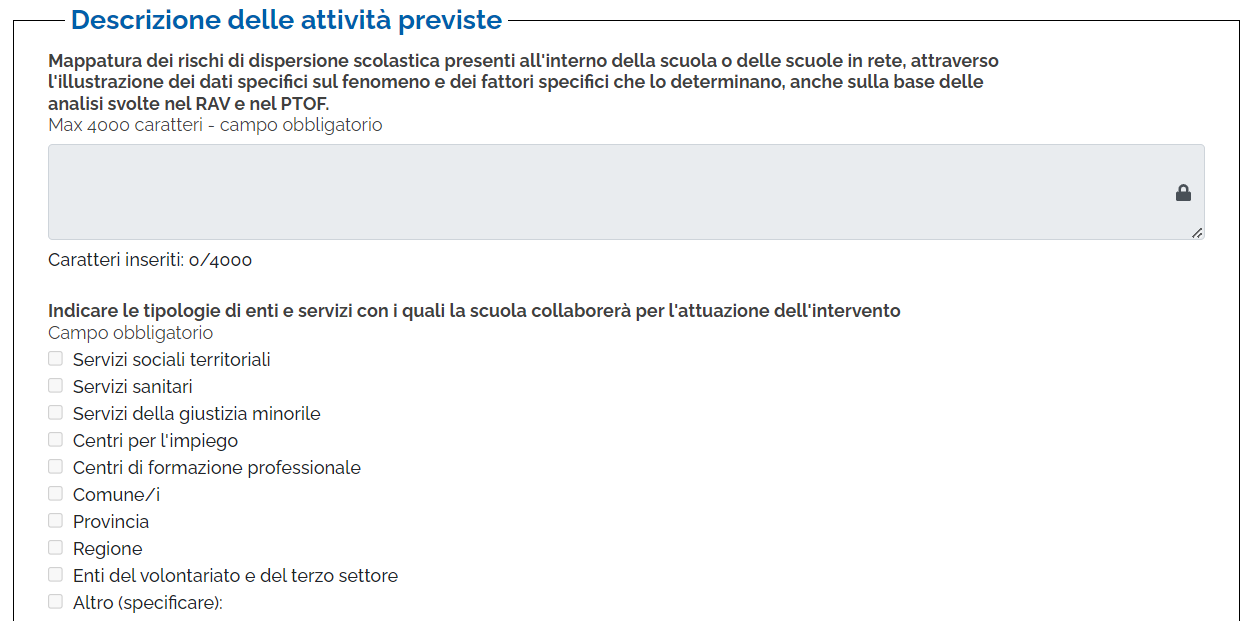 Descrizione delle attività previste
Mappatura dei rischi di dispersione scolastica presenti all'interno della scuola o delle scuole in rete, attraverso
l'illustrazione dei dati specifici sul fenomeno e dei fattori specifici che lo determinano, anche sulla base delle
analisi svolte nel RAV e nel PTOF.
Max 4000 caratteri - campo obbligatorio
Caratteri inseriti: 0/4000
Indicare le tipologie di enti e servizi con i quali la scuola collaborerà per l'attuazione dell'intervento
Campo obbligatorio
Servizi sociali territoriali
Servizi sanitari
Servizi della giustizia minorile
Centri per l'impiego
Centri di formazione professionale
Comune/i
Provincia
Regione
Enti del volontariato e del terzo settore
Altro (specificare):